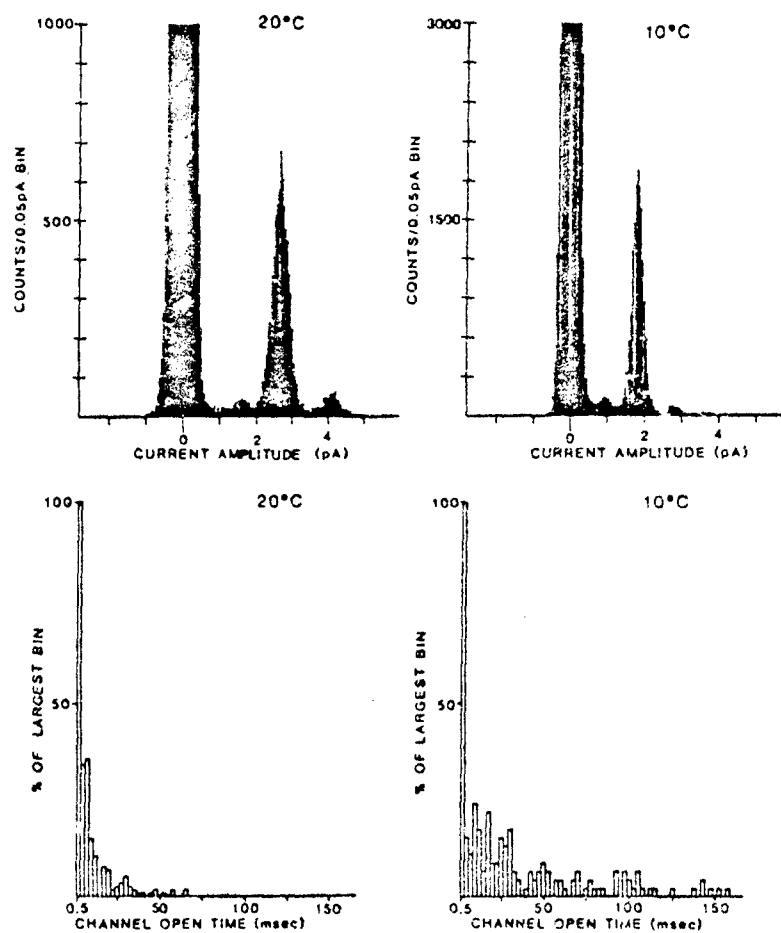 20°C
1000
500
COUNTS/0.05pA BIN
0 2 4
CURRENT AMPLITUDE (pA)
10°C
3000
1500
COUNTS/0.05pA BIN
0 2 4
CURRENT AMPLITUDE (pA)
20°C
100
50
% OF LARGEST BIN
0.5 50 100 150
CHANNEL OPEN TIME (msec)
10°C
100
50
% OF LARGEST BIN
0.5 50 100 150
CHANNEL OPEN TIME (msec)